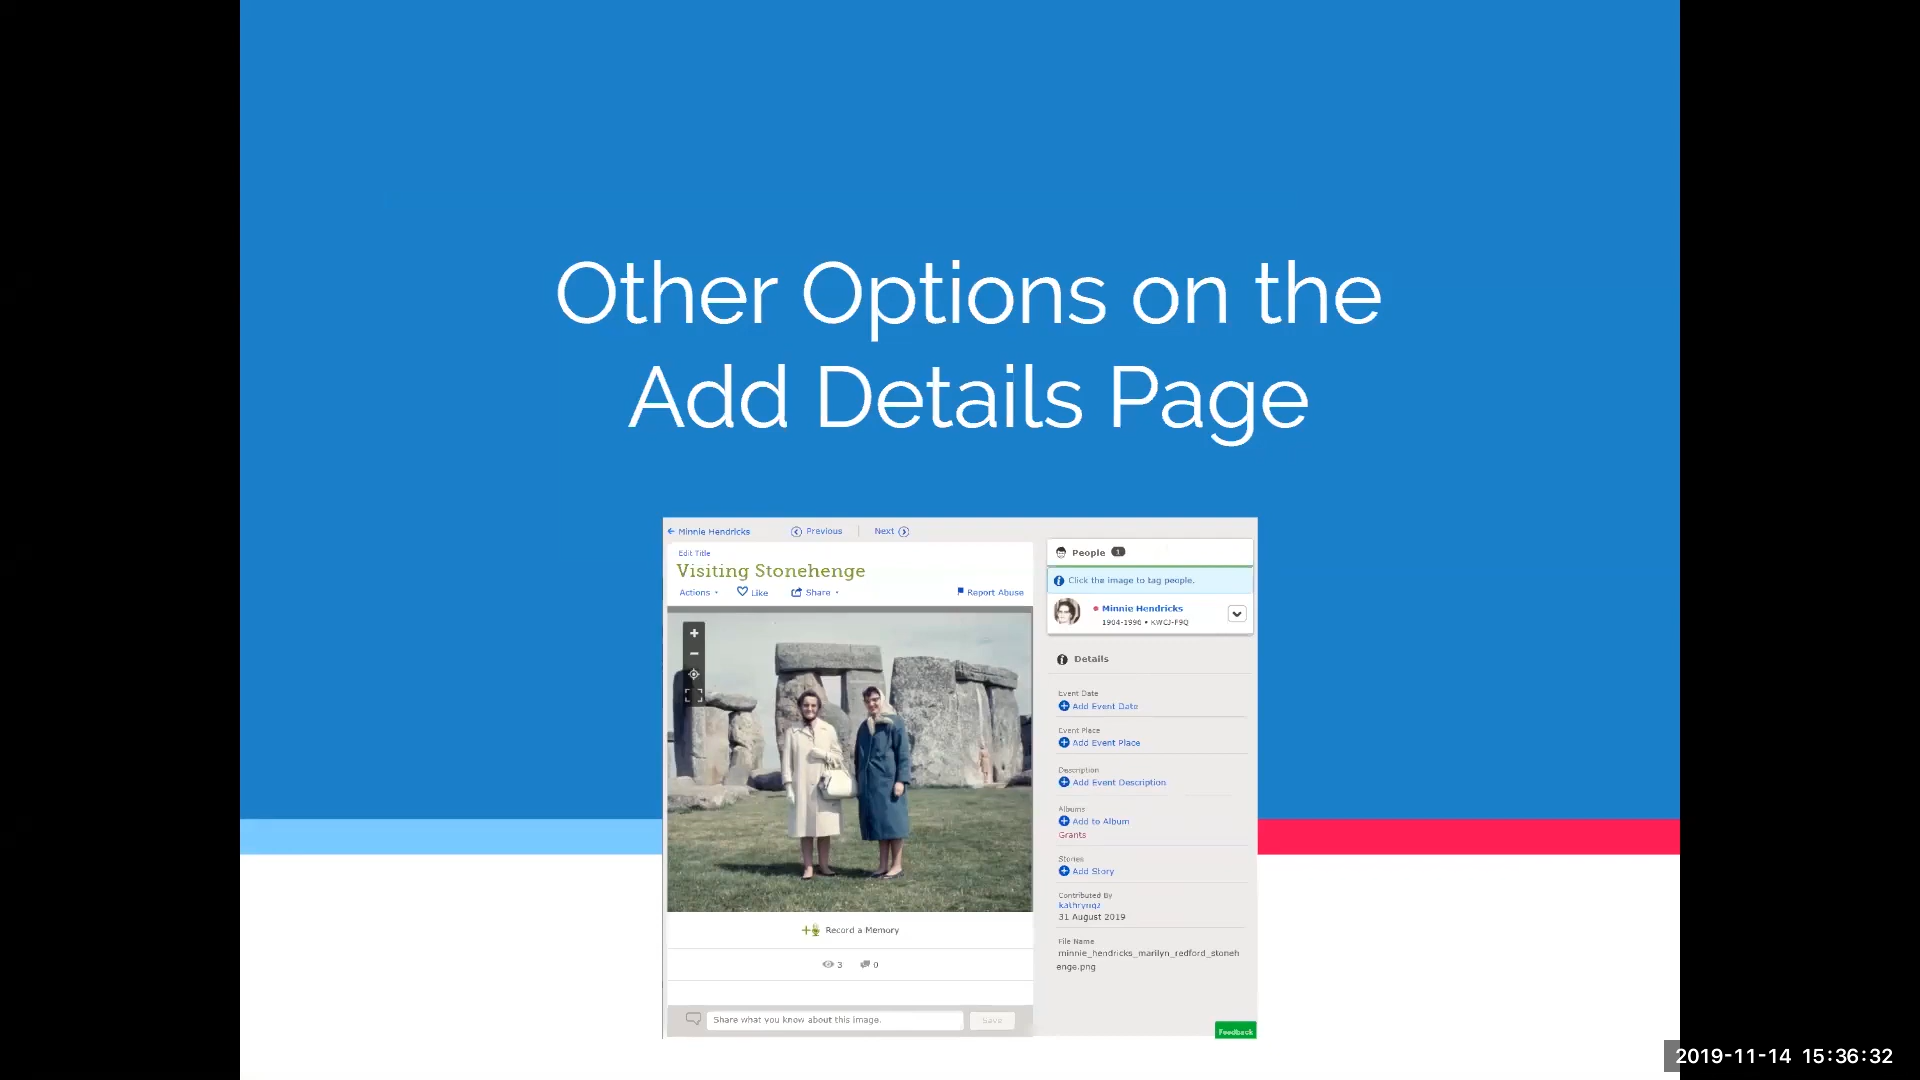 Other Options on the
Add Details Page
Minnie Hendricks
Previous
Next
Edit Title
Visiting Stonehenge
Actions
Like
Share
Report Abuse
People 1
Click the image to tag people.
Minnie Hendricks
1904-1996 • KWCJ-F9Q
Details
Event Date
Add Event Date
Event Place
Add Event Place
Description
Add Event Description
Albums
Add to Album
Grants
Stories
Add Story
Contributed By
31 August 2019
File Name
minnie_hendricks_marilyn_redford_stoneh
enge.png
Record a Memory
3
0
Share what you know about this image.
Save
Feedback
2019-11-14 15:36:32